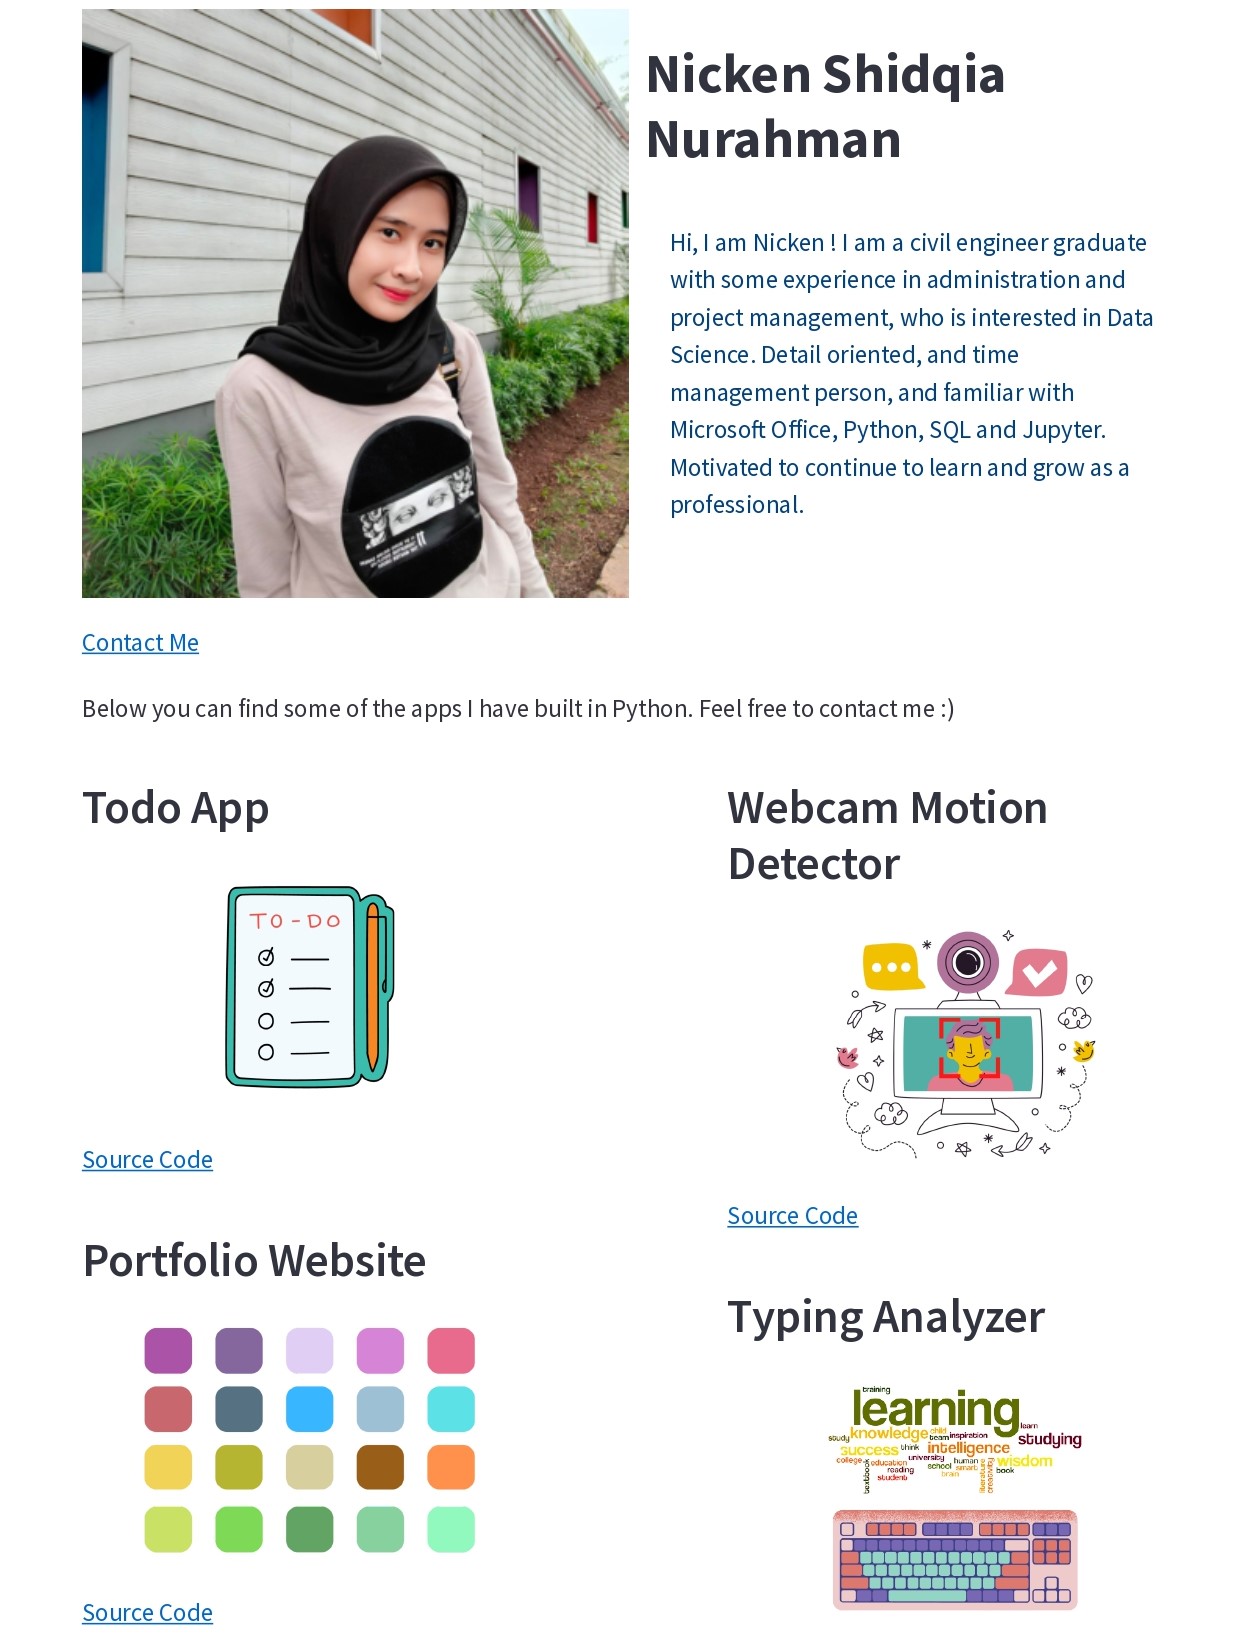 Nicken Shidqia
Nurahman
Hi, I am Nicken ! I am a civil engineer graduate
with some experience in administration and
project management, who is interested in Data
Science. Detail oriented, and time
management person, and familiar with
Microsoft Office, Python, SQL and Jupyter.
Motivated to continue to learn and grow as a
professional.
Contact Me
Below you can find some of the apps I have built in Python. Feel free to contact me :)
Todo App
TO-DO
Source Code
Portfolio Website
Source Code
Webcam Motion
Detector
Source Code
Typing Analyzer
training
learning
learn
study
knowledge
child
team
inspiration
studying
success
think
intelligence
college
education
university
human
wisdom
textbook
reading
school
smart
literature
creativity
book
student
brain